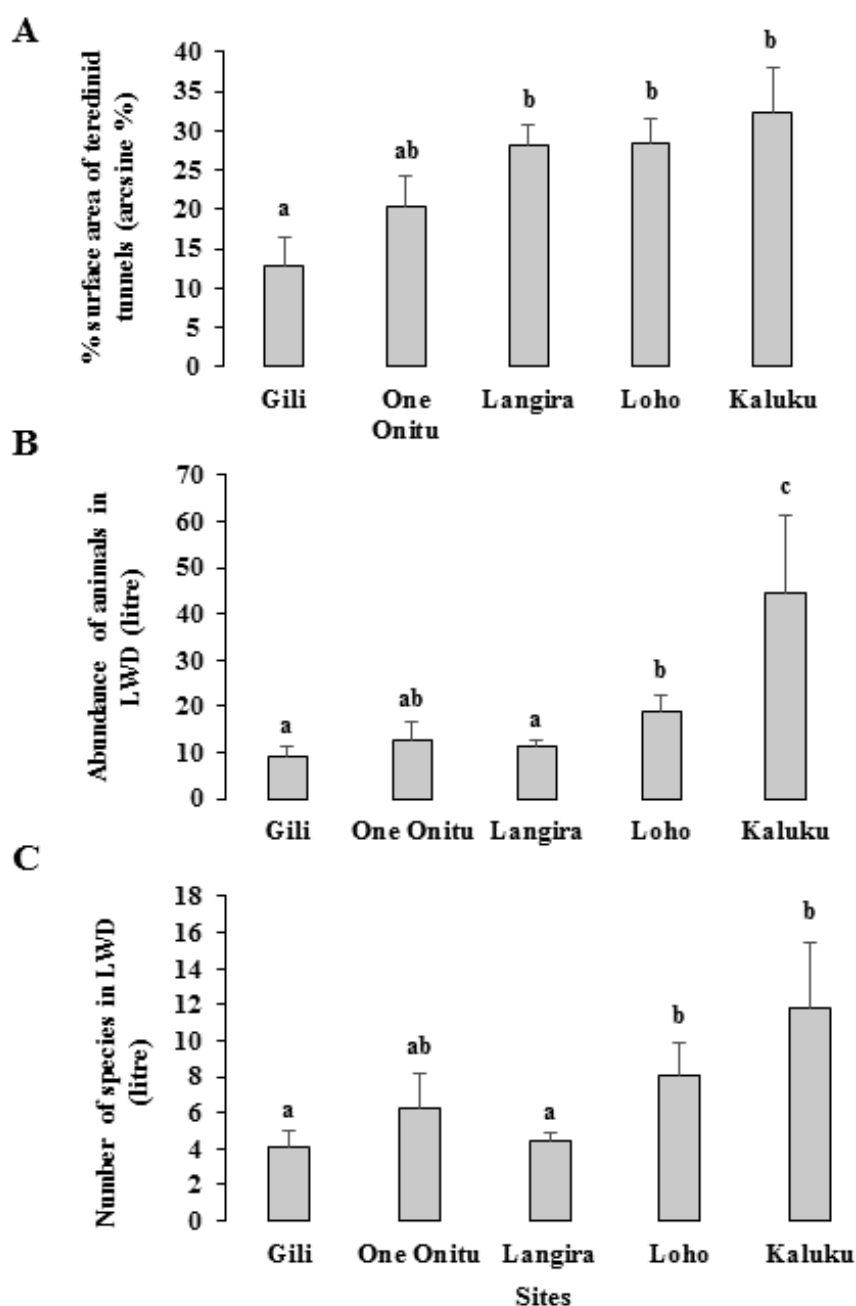 A
% surface area of teredinid
tunnels (arcsine %)
40
35
30
25
20
15
10
5
0
a
ab
b
b
b
Gili
One
Onitu
Langira
Loho
Kaluku
B
Abundance of animals in
LWD (litre)
70
60
50
40
30
20
10
0
a
ab
a
b
c
Gili
One Onitu
Langira
Loho
Kaluku
C
Number of species in LWD
(litre)
18
16
14
12
10
8
6
4
2
0
a
ab
a
b
b
Gili
One Onitu
Langira
Loho
Kaluku
Sites